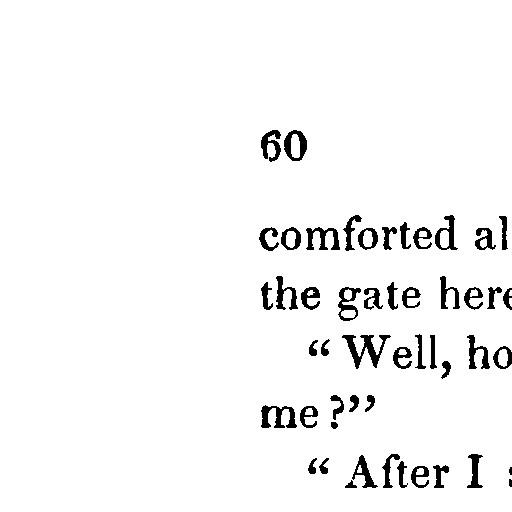 60
comforted al
the gate here
“ Well, ho
me ?”
“ After I